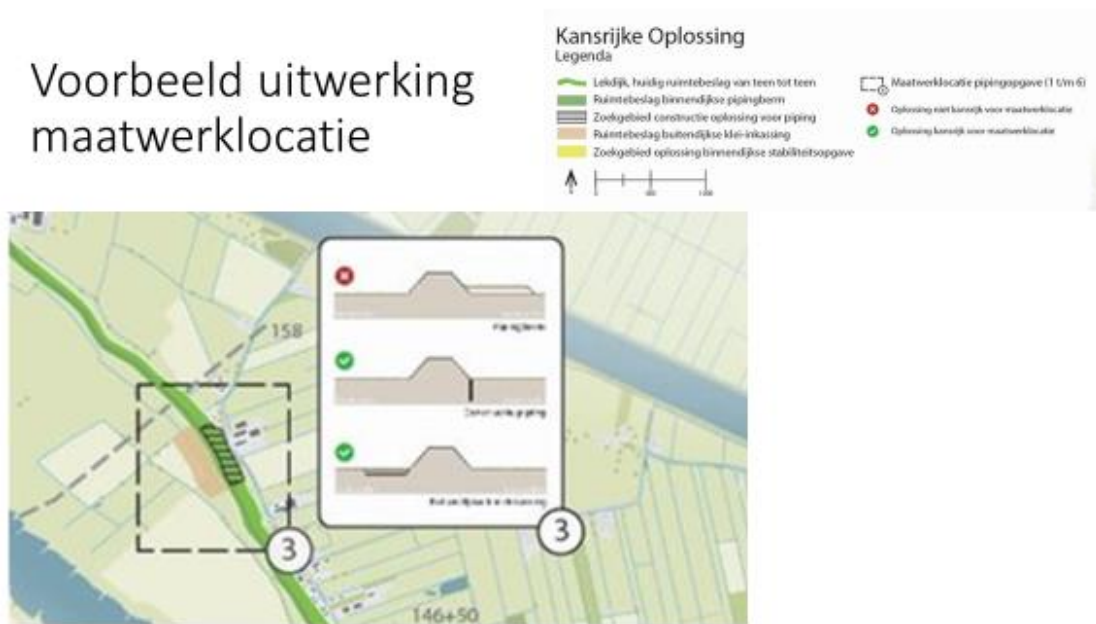 Voorbeeld uitwerking
maatwerklocatie
Kansrijke Oplossing
Legenda
Lekdijk, huidig ruimtebeslag van teen tot teen
Ruimtebeslag binnendijkse pipingberm
Zoekgebied constructie oplossing voor piping
Ruimtebeslag buitendijkse klei-inkassing
Zoekgebied oplossing binnendijkse stabiliteitsopgave
Maatwerklocatie pipingopgave (1 t/m 6)
Oplossing niet kansrijk voor maatwerklocatie
Oplossing kansrijk voor maatwerklocatie
158
Pipingberm
3
3
146+50